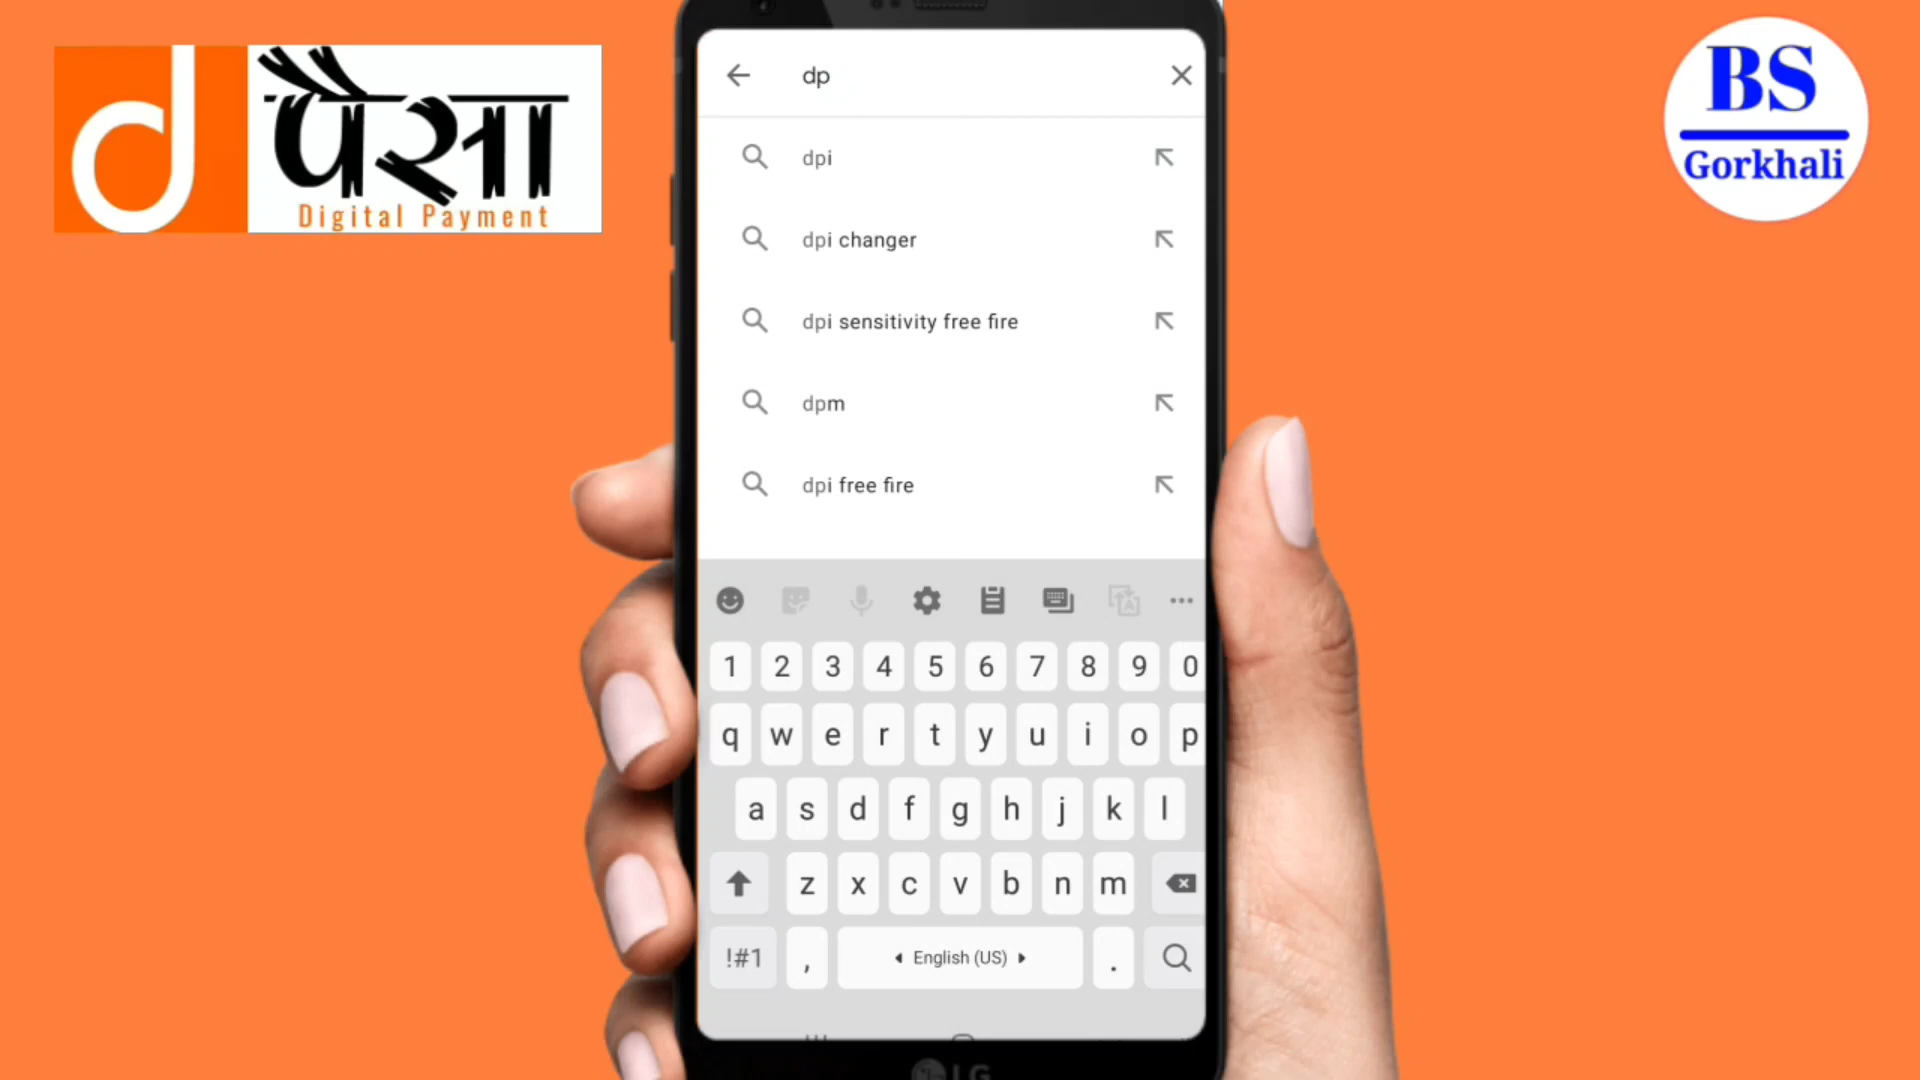 d पैसा
Digital Payment
BS
Gorkhali
dp
dpi
dpi changer
dpi sensitivity free fire
dpm
dpi free fire
1 2 3 4 5 6 7 8 9 0
q w e r t y u i o p
a s d f g h j k l
z x c v b n m
!#1 , English (US) .
LG